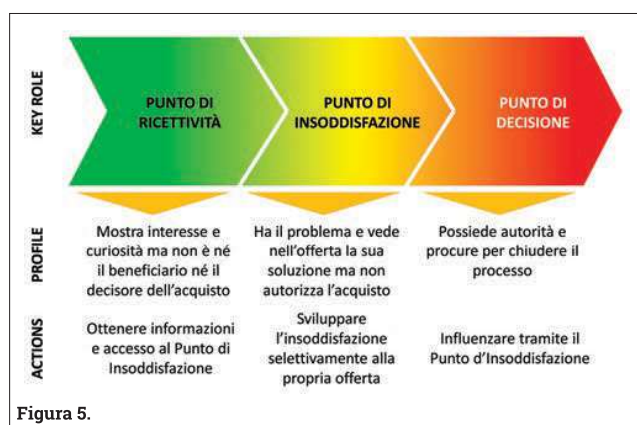 KEY ROLE
PUNTO DI
RICETTIVITÀ
PUNTO DI
INSODDISFAZIONE
PUNTO DI
DECISIONE
PROFILE
Mostra interesse e
curiosità ma non è né
il beneficiario né il
decisore dell'acquisto
Ha il problema e vede
nell'offerta la sua
soluzione ma non
autorizza l'acquisto
Possiede autorità e
procure per chiudere il
processo
ACTIONS
Ottenere informazioni
e accesso al Punto di
Insoddisfazione
Sviluppare
l'insoddisfazione
selettivamente alla
propria offerta
Influenzare tramite il
Punto d'Insoddisfazione
Figura 5.